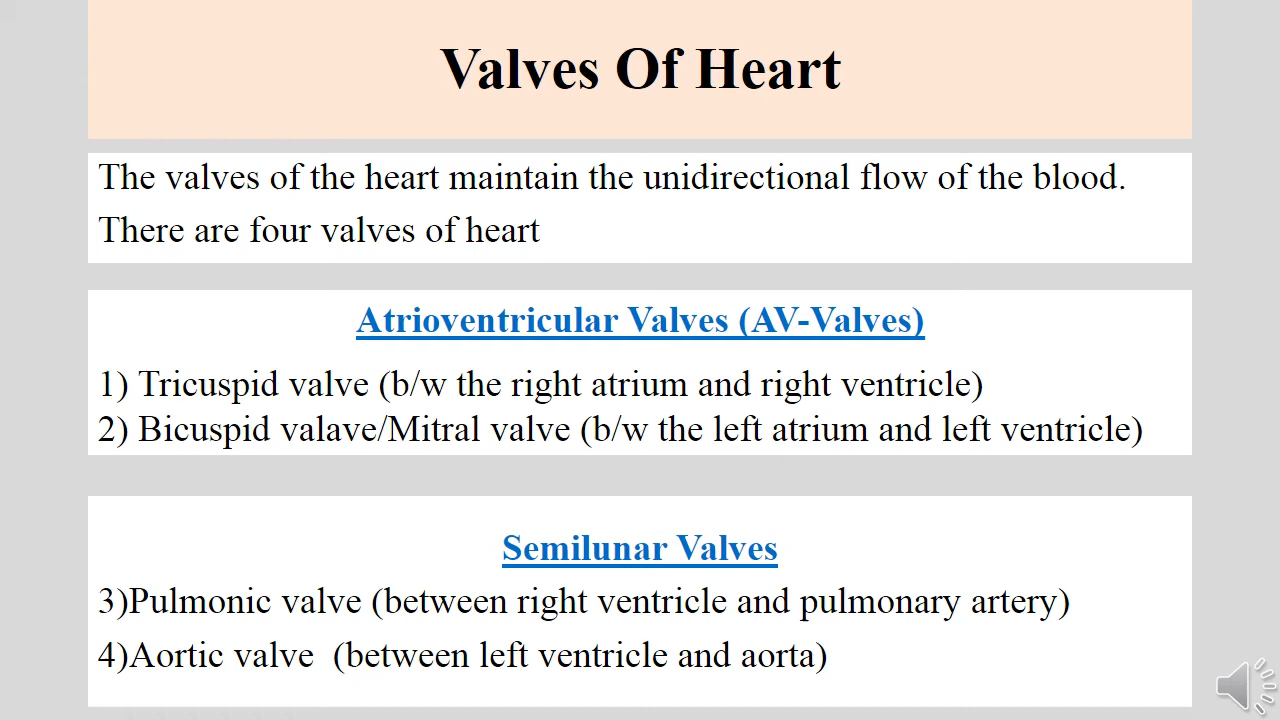 Valves Of Heart
The valves of the heart maintain the unidirectional flow of the blood.
There are four valves of heart
Atrioventricular Valves (AV-Valves)
1) Tricuspid valve (b/w the right atrium and right ventricle)
2) Bicuspid valave/Mitral valve (b/w the left atrium and left ventricle)
Semilunar Valves
3)Pulmonic valve (between right ventricle and pulmonary artery)
4)Aortic valve  (between left ventricle and aorta)